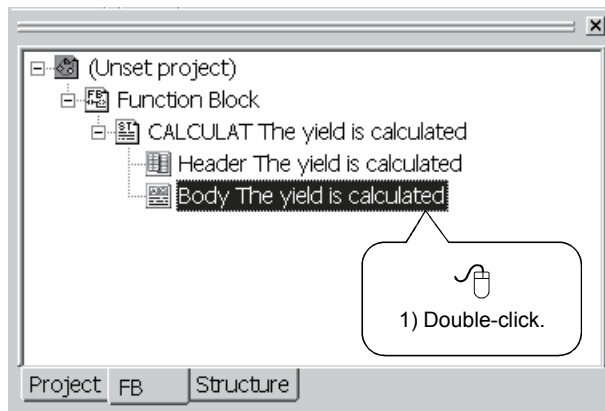 (Unset project)
Function Block
CALCULAT The yield is calculated
Header The yield is calculated
Body The yield is calculated
1) Double-click.
Project FB Structure